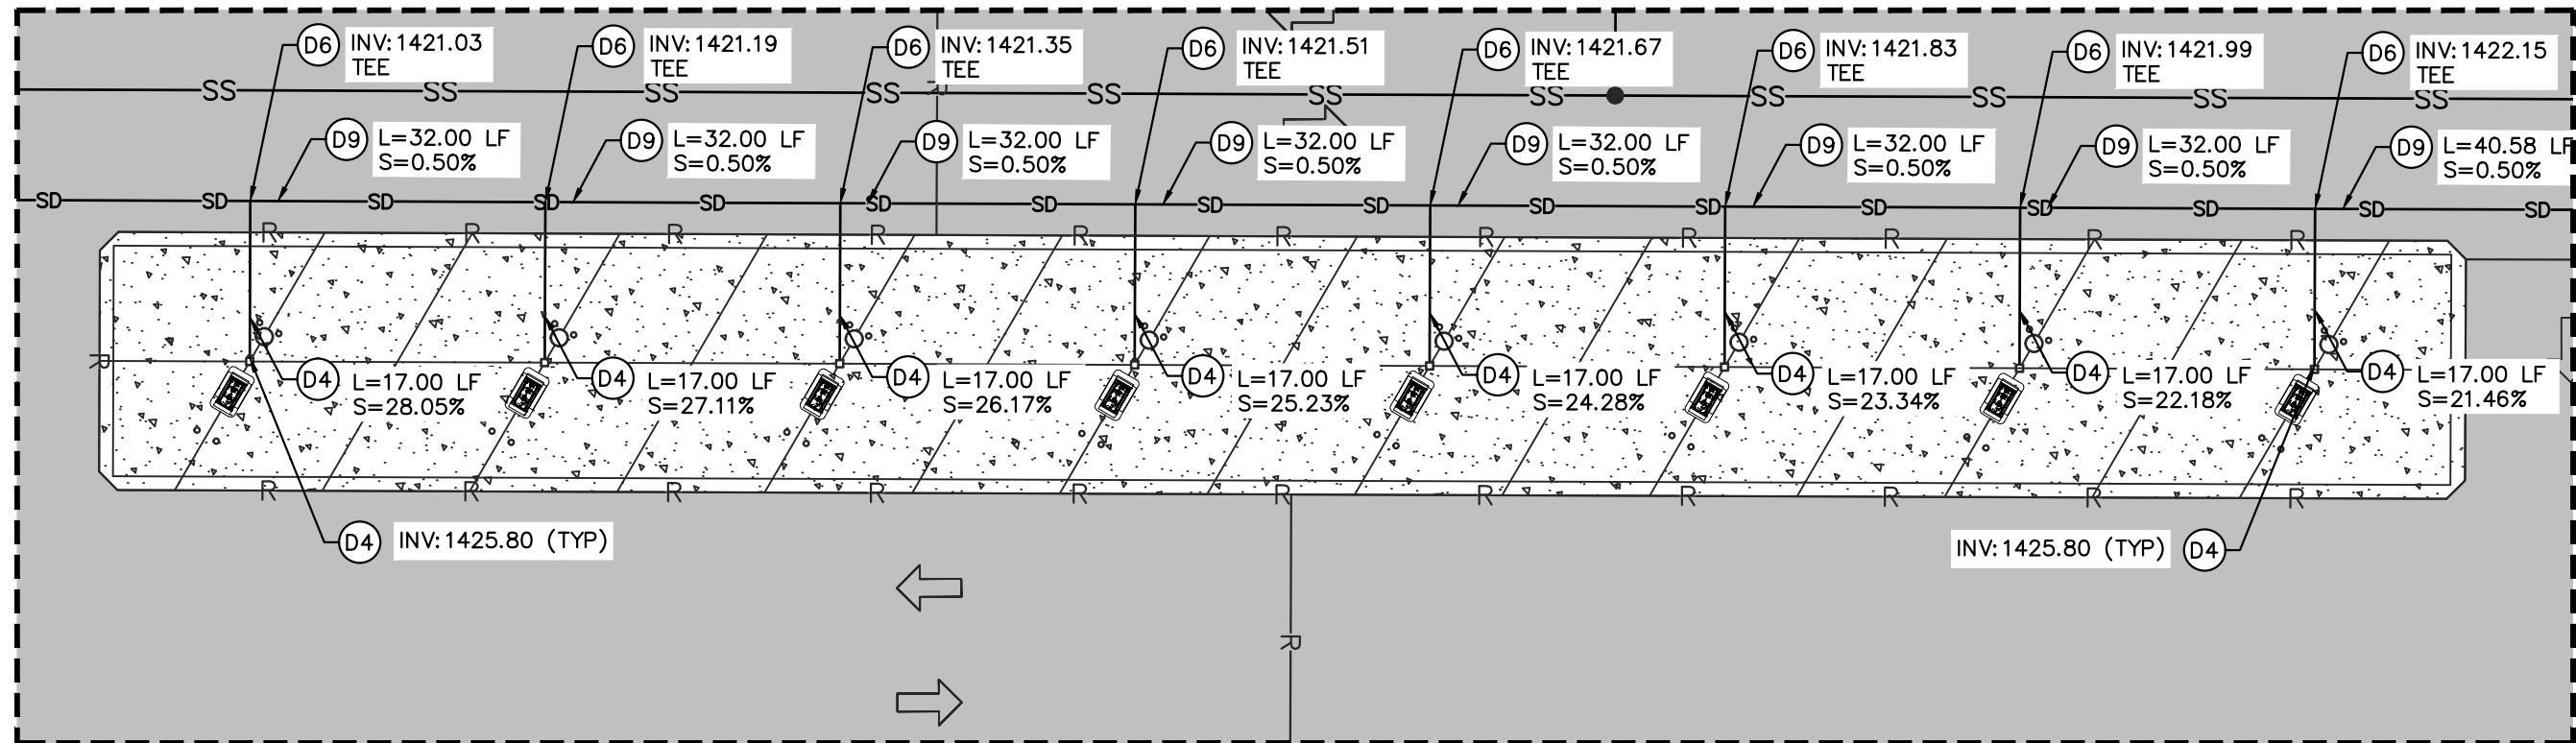 D6 INV:1421.03
TEE
D6 INV:1421.19
TEE
D6 INV:1421.35
TEE
D6 INV:1421.51
TEE
D6 INV:1421.67
TEE
D6 INV:1421.83
TEE
D6 INV:1421.99
TEE
D6 INV:1422.15
TEE
SS SS SS SS SS SS SS SS SS SS SS
R
D9 L=32.00 LF
S=0.50%
D9 L=32.00 LF
S=0.50%
D9 L=32.00 LF
S=0.50%
D9 L=32.00 LF
S=0.50%
D9 L=32.00 LF
S=0.50%
D9 L=32.00 LF
S=0.50%
D9 L=32.00 LF
S=0.50%
D9 L=40.58 LF
S=0.50%
SD SD SD SD SD SD SD SD SD SD SD SD SD SD SD SD
R R R R R R R R R R R
R
D4 L=17.00 LF
S=28.05%
D4 L=17.00 LF
S=27.11%
D4 L=17.00 LF
S=26.17%
D4 L=17.00 LF
S=25.23%
D4 L=17.00 LF
S=24.28%
D4 L=17.00 LF
S=23.34%
D4 L=17.00 LF
S=22.18%
D4 L=17.00 LF
S=21.46%
R R R R R R R R R R R
D4 INV:1425.80 (TYP)
INV:1425.80 (TYP) D4
R